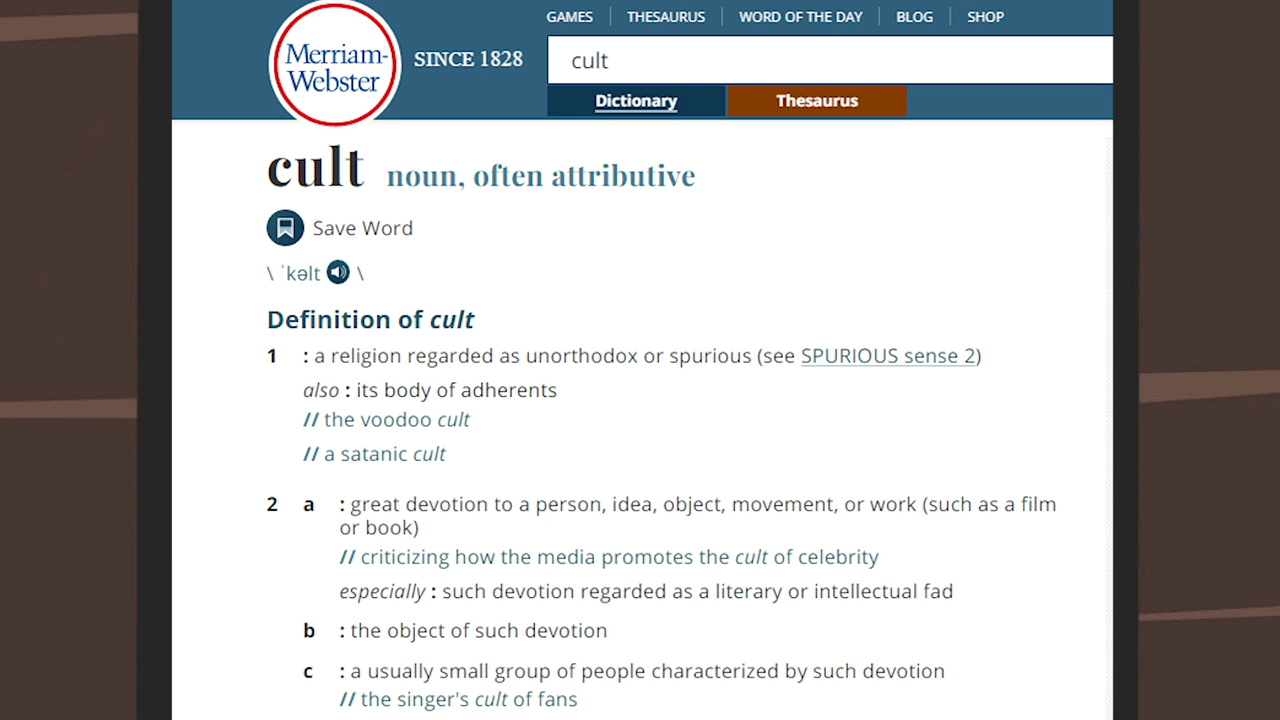 GAMES THESAURUS WORD OF THE DAY BLOG SHOP
Merriam-
Webster
SINCE 1828
cult
Dictionary Thesaurus
cult noun, often attributive
Save Word
\ ˈkəlt \
Definition of cult
1 : a religion regarded as unorthodox or spurious (see SPURIOUS sense 2)
also : its body of adherents
// the voodoo cult
// a satanic cult
2 a : great devotion to a person, idea, object, movement, or work (such as a film
or book)
// criticizing how the media promotes the cult of celebrity
especially : such devotion regarded as a literary or intellectual fad
b : the object of such devotion
c : a usually small group of people characterized by such devotion
// the singer's cult of fans